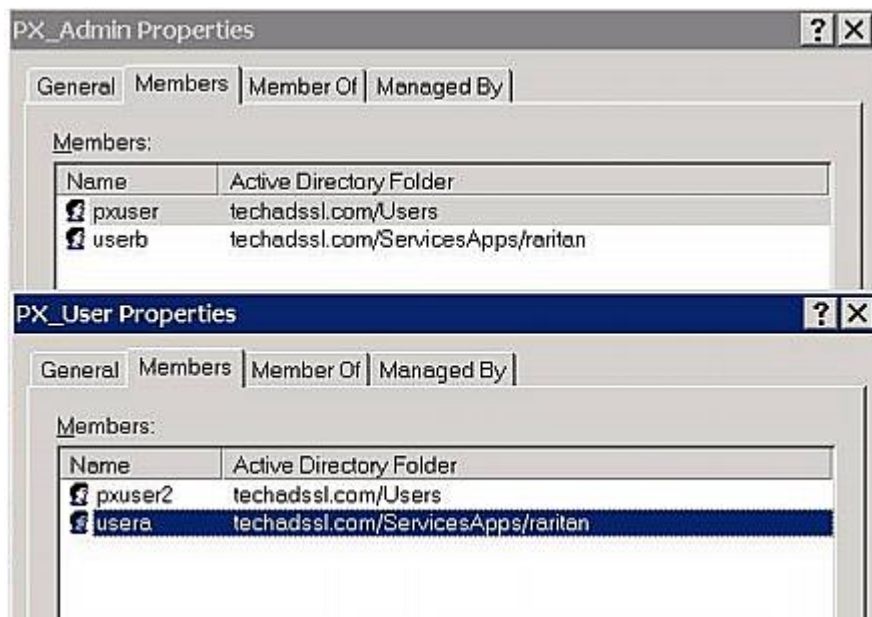 PX_Admin Properties
General Members Member Of Managed By
Members:
Name Active Directory Folder
pxuser techadssl.com/Users
userb techadssl.com/ServicesApps/raritan
PX_User Properties
General Members Member Of Managed By
Members:
Name Active Directory Folder
pxuser2 techadssl.com/Users
usera techadssl.com/ServicesApps/raritan